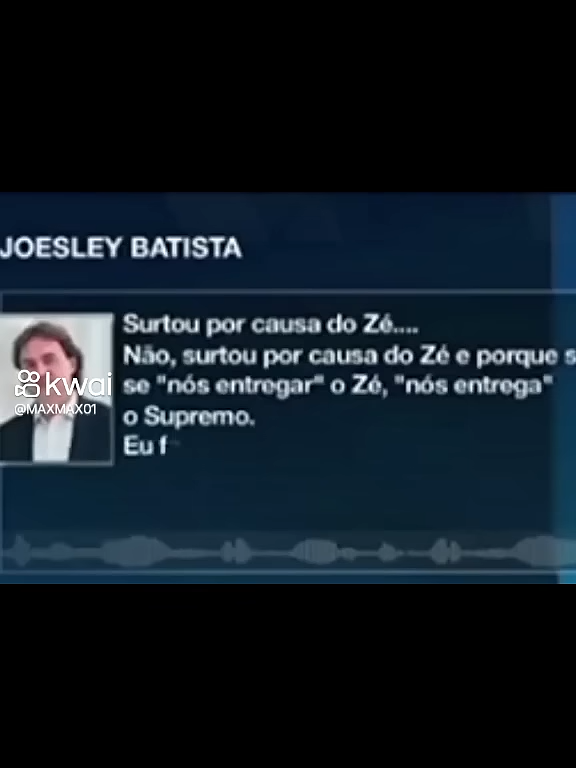 JOESLEY BATISTA
Surtou por causa do Zé....
Não, surtou por causa do Zé e porque s
se "nós entregar" o Zé, "nós entrega"
o Supremo.
Eu f
kwai
@MAXMAX01